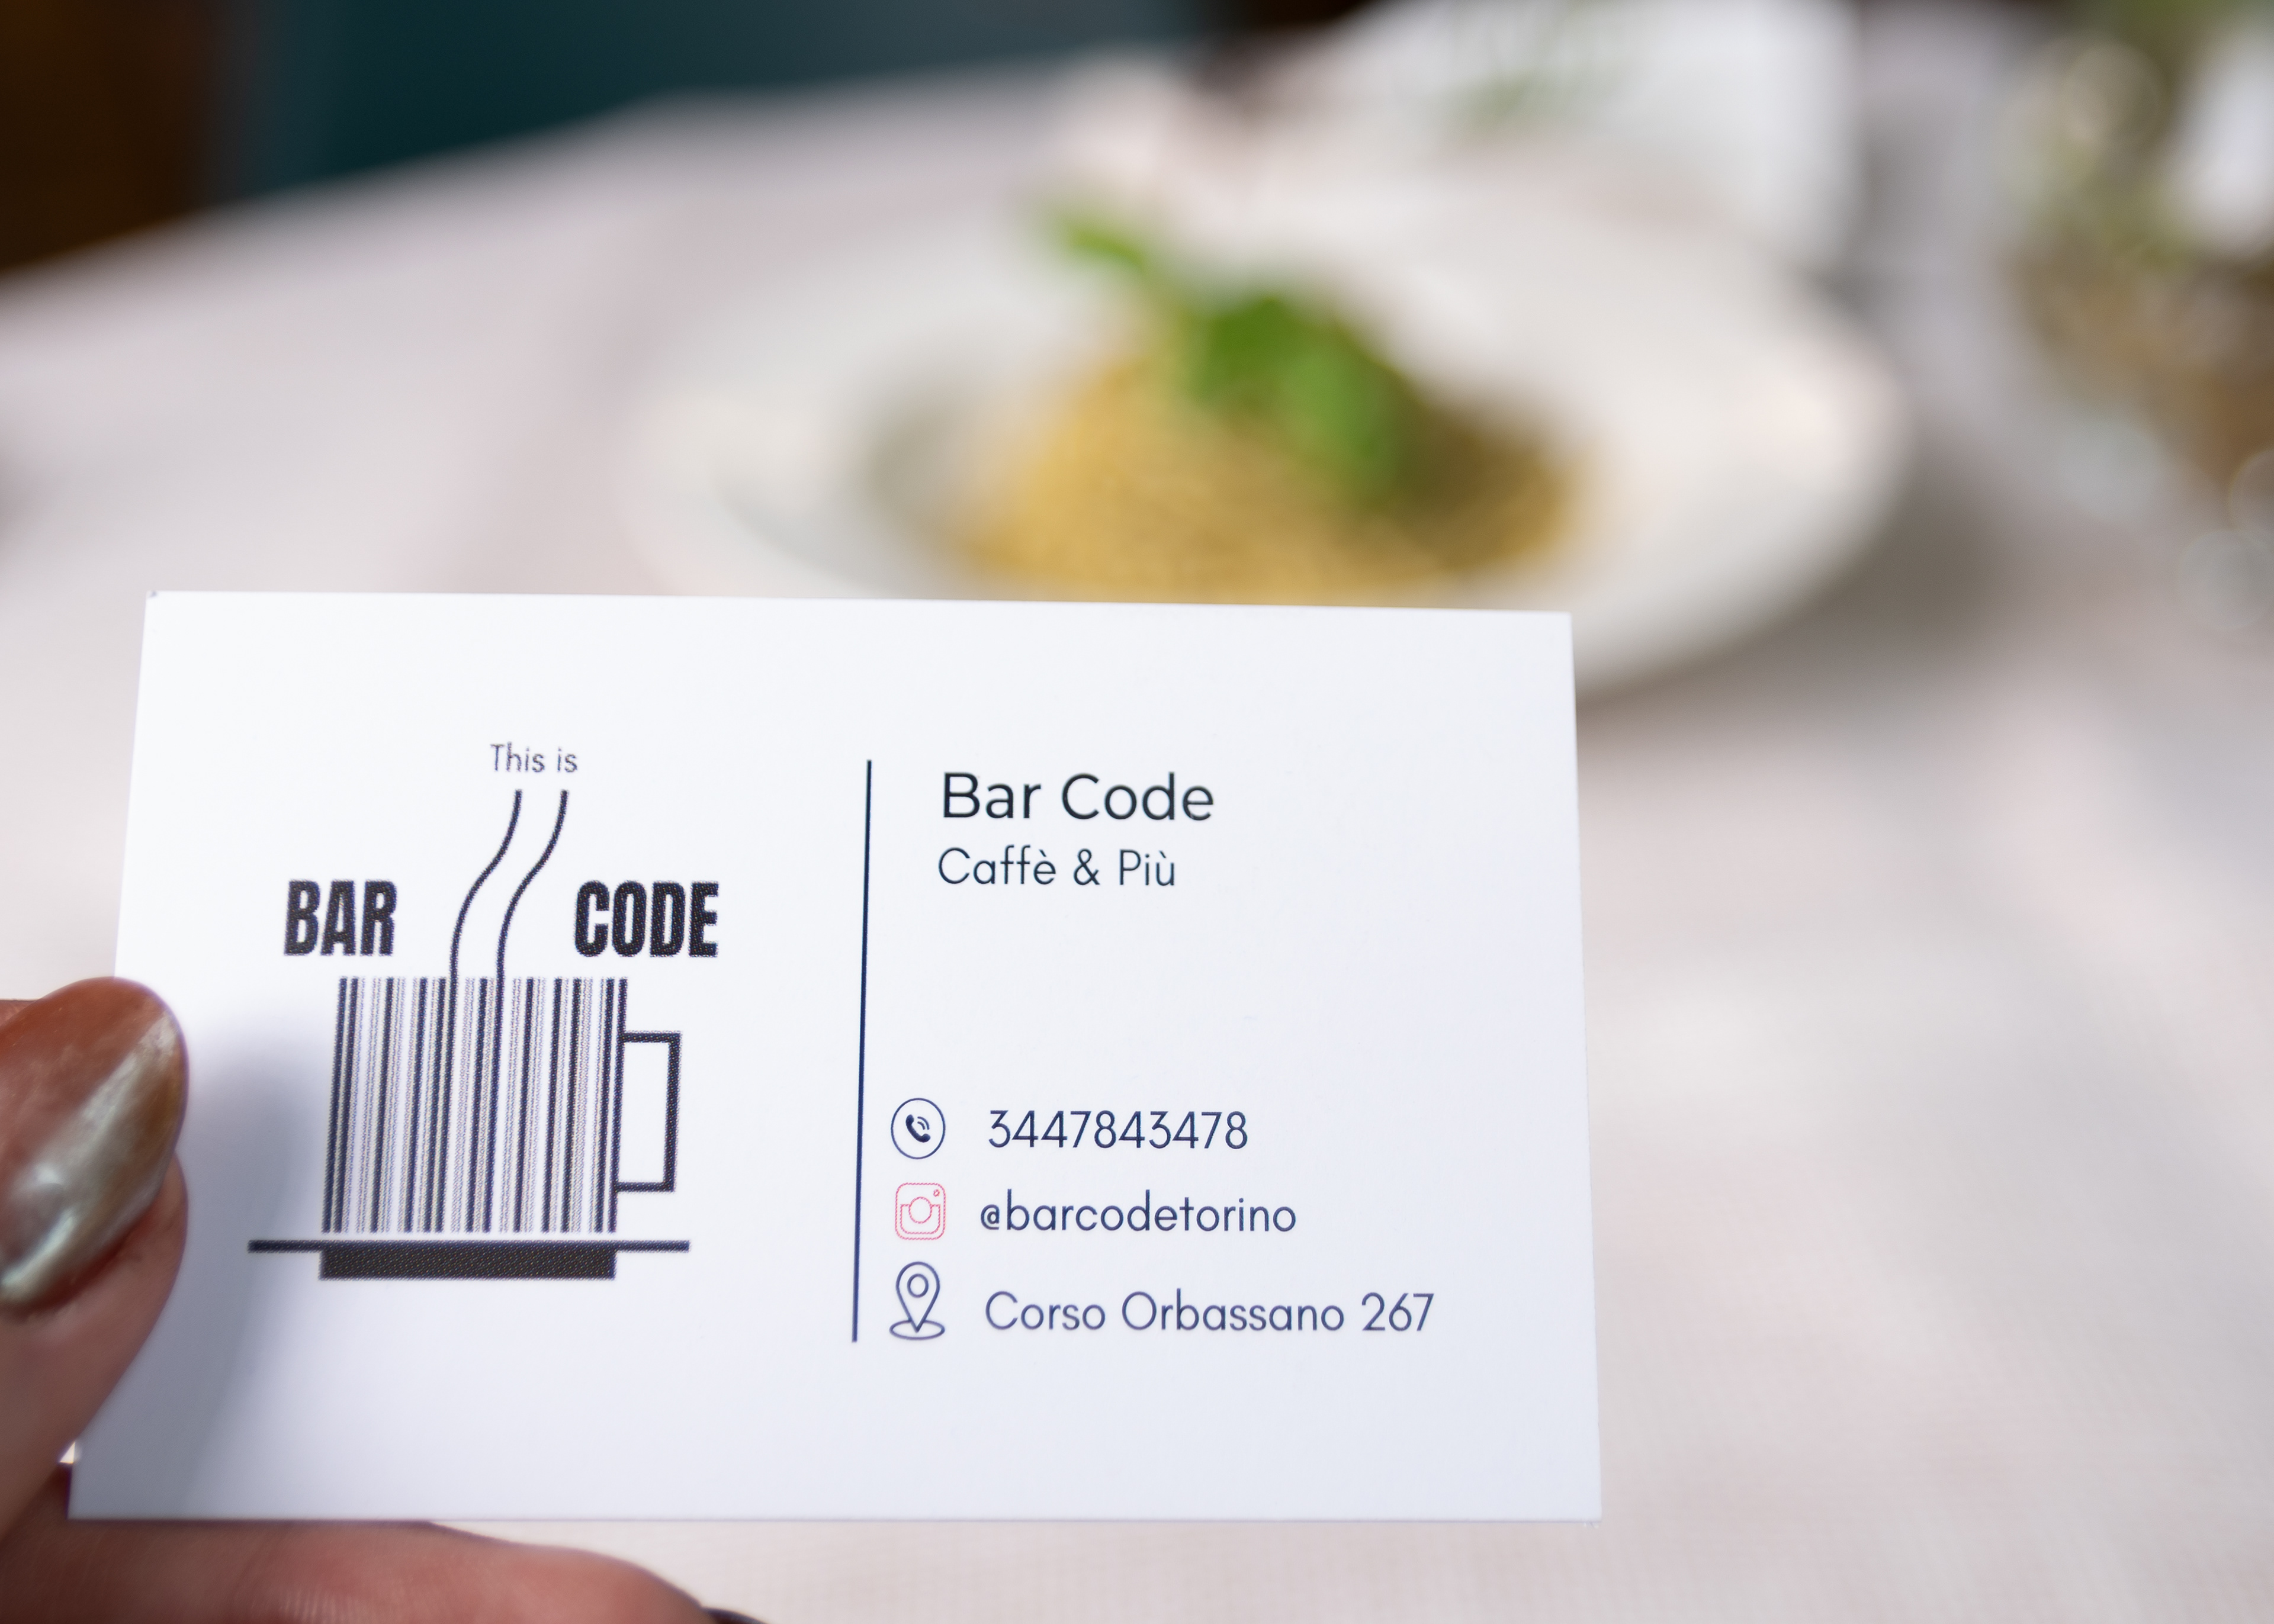 This is
BAR CODE
Bar Code
Caffè & Più
3447843478
@barcodetorino
Corso Orbassano 267